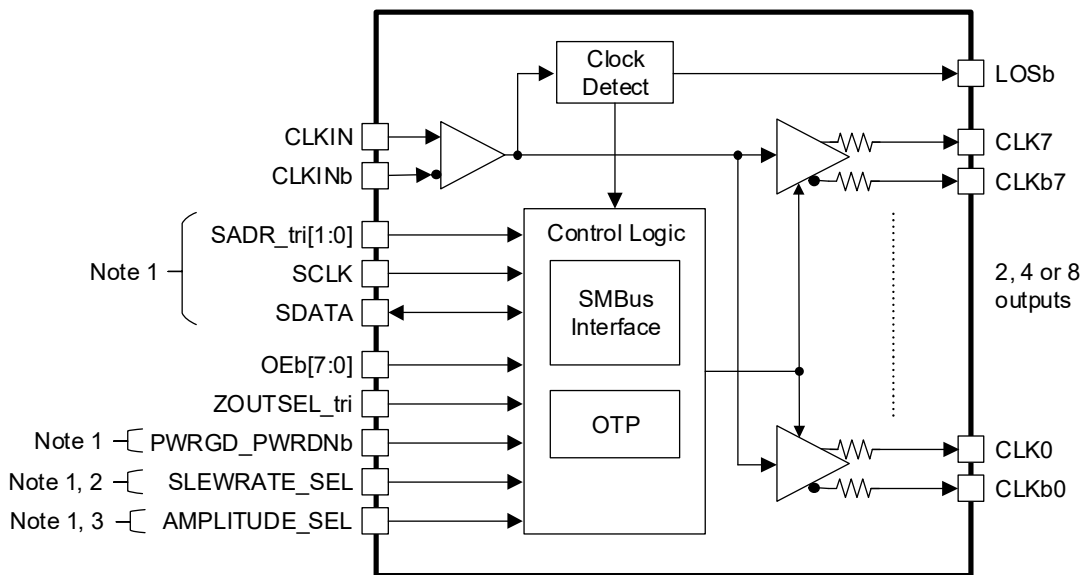 Clock
Detect
LOSb
CLKIN
CLKINb
CLK7
CLKb7
Note 1
SADR_tri[1:0]
SCLK
SDATA
OEb[7:0]
ZOUTSEL_tri
Note 1
PWRGD_PWRDNb
Note 1, 2
SLEWRATE_SEL
Note 1, 3
AMPLITUDE_SEL
Control Logic
SMBus
Interface
OTP
2, 4 or 8
outputs
CLK0
CLKb0